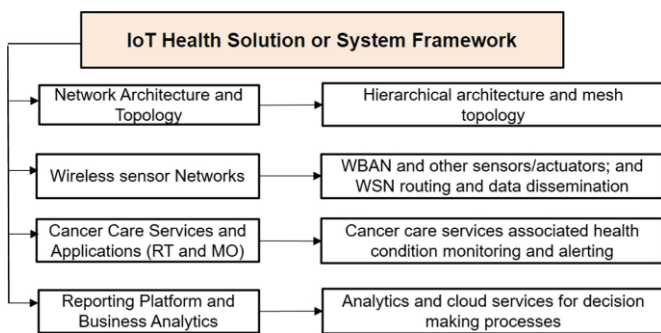 IoT Health Solution or System Framework
Network Architecture and
Topology
Hierarchical architecture and mesh
topology
Wireless sensor Networks
WBAN and other sensors/actuators; and
WSN routing and data dissemination
Cancer Care Services and
Applications (RT and MO)
Cancer care services associated health
condition monitoring and alerting
Reporting Platform and
Business Analytics
Analytics and cloud services for decision
making processes